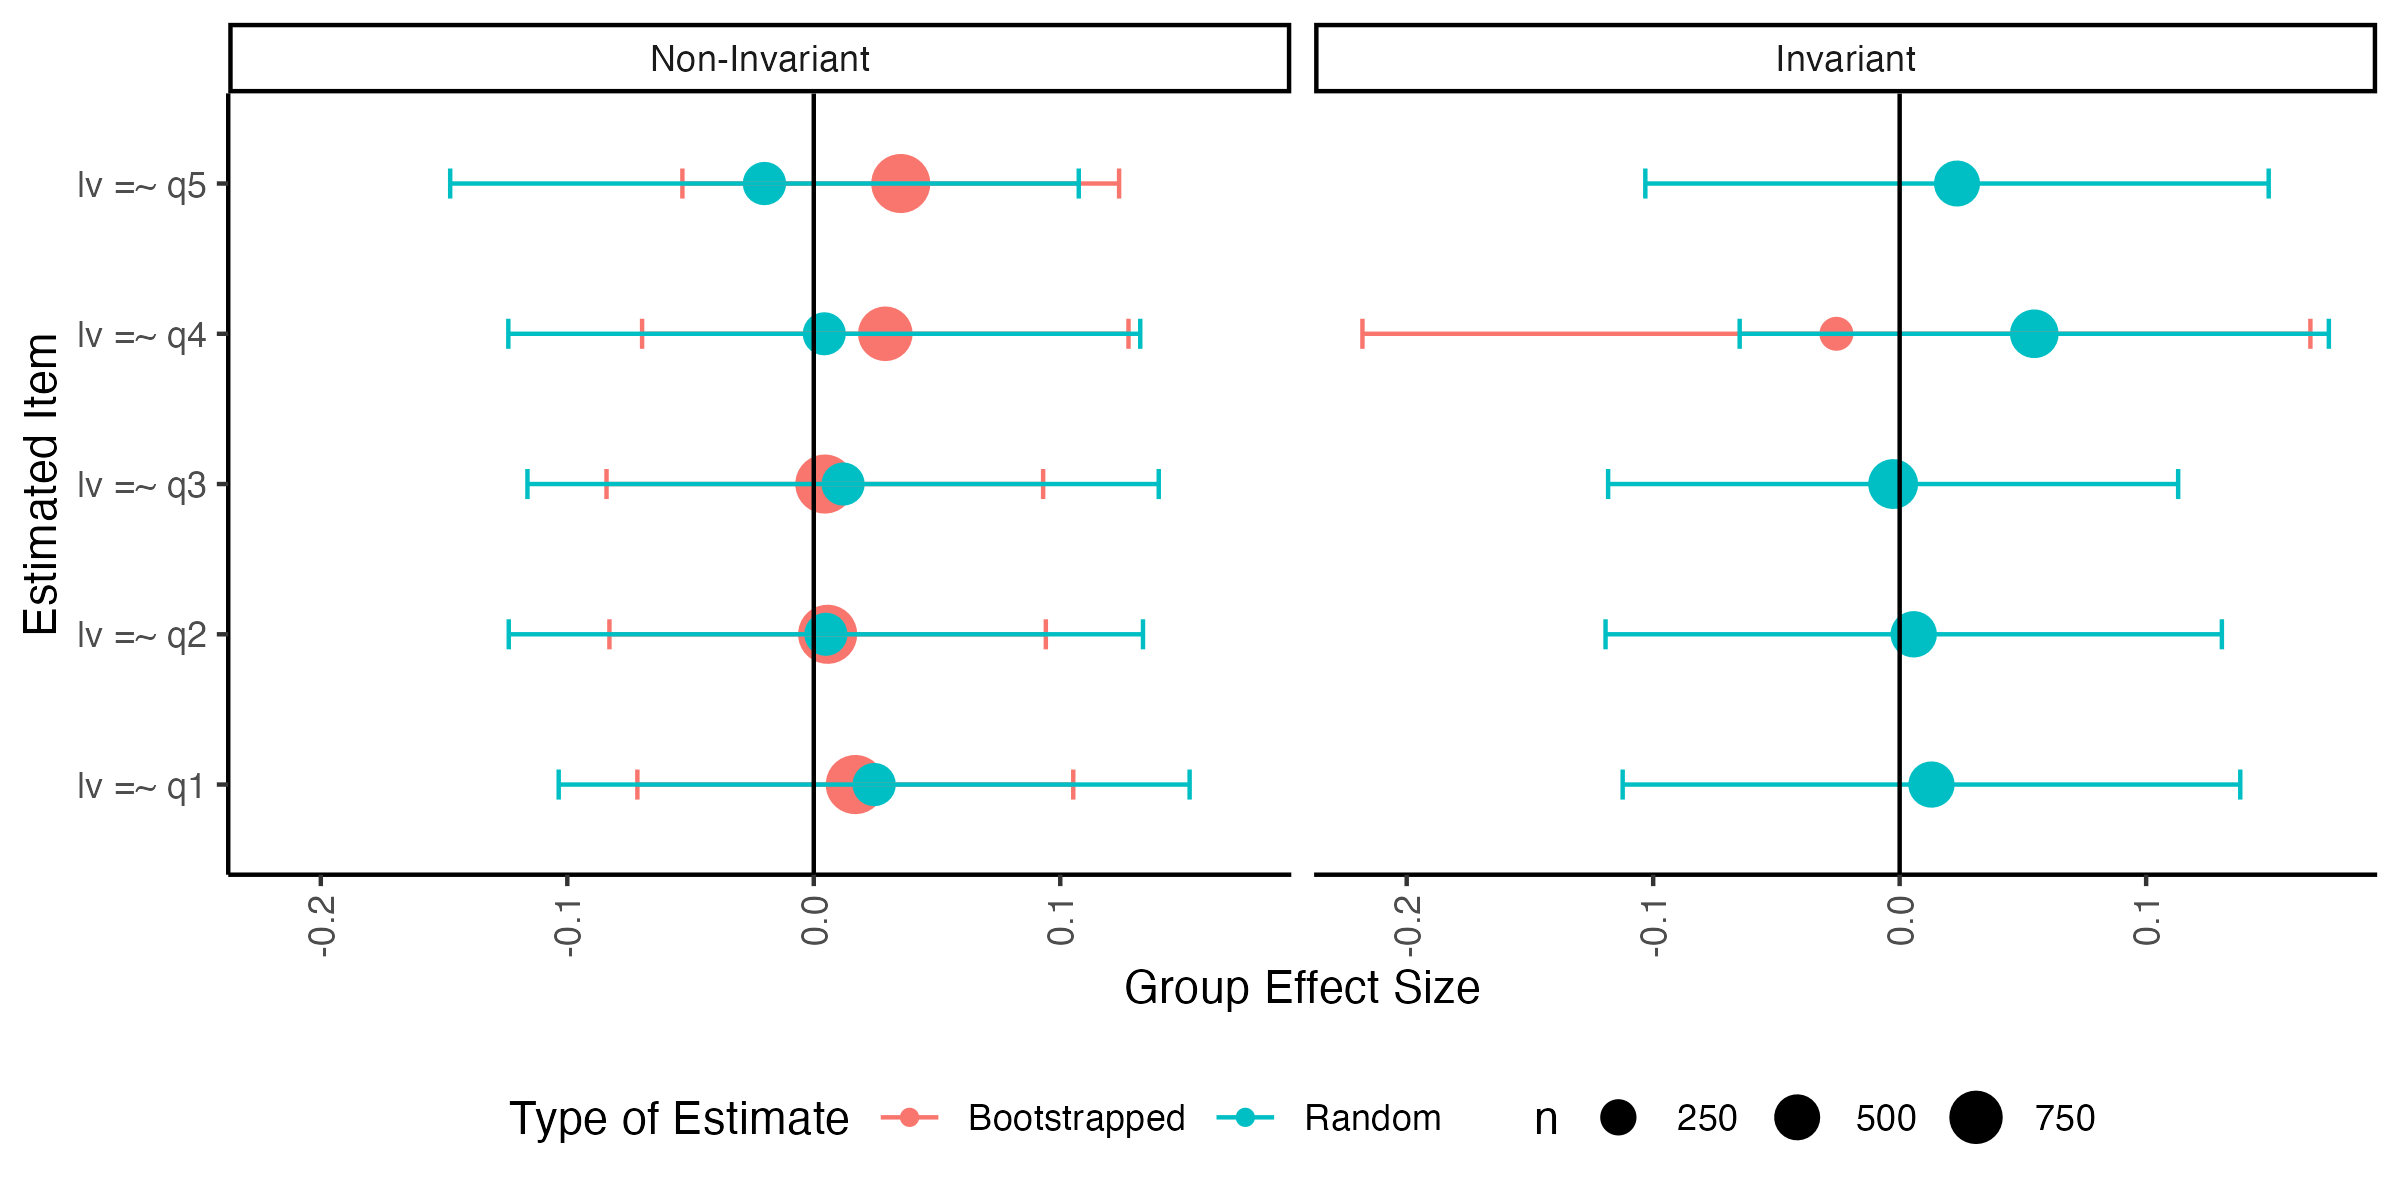 Non-Invariant
Invariant
Estimated Item
lv =~ q5
lv =~ q4
lv =~ q3
lv =~ q2
lv =~ q1
-0.2 -0.1 0.0 0.1
-0.2 -0.1 0.0 0.1
Group Effect Size
Type of Estimate Bootstrapped Random n 250 500 750